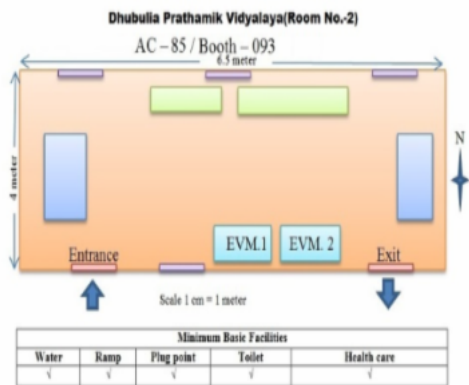 Dhubulia Prathamik Vidyalaya(Room No.-2)
AC – 85 / Booth – 093
6.5 meter
4 meter
N
EVM.1 EVM. 2
Entrance Exit
Scale 1 cm = 1 meter
Minimum Basic Facilities
Water Ramp Plug point Toilet Health care
√ √ √ √ √